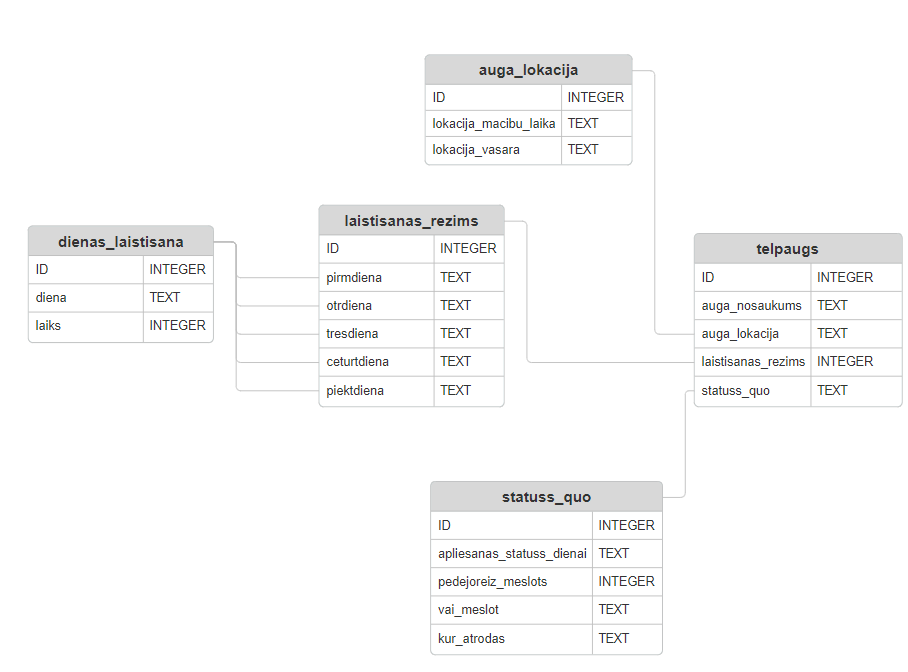 auga_lokacija
ID INTEGER
lokacija_macibu_laika TEXT
lokacija_vasara TEXT
laistisanas_rezims
ID INTEGER
pirmdiena TEXT
otrdiena TEXT
tresdiena TEXT
ceturtdiena TEXT
piektdiena TEXT
dienas_laistisana
ID INTEGER
diena TEXT
laiks INTEGER
telpaugs
ID INTEGER
auga_nosaukums TEXT
auga_lokacija TEXT
laistisanas_rezims INTEGER
statuss_quo TEXT
statuss_quo
ID INTEGER
apliesanas_statuss_dienai TEXT
pedejoreiz_meslots INTEGER
vai_meslot TEXT
kur_atrodas TEXT